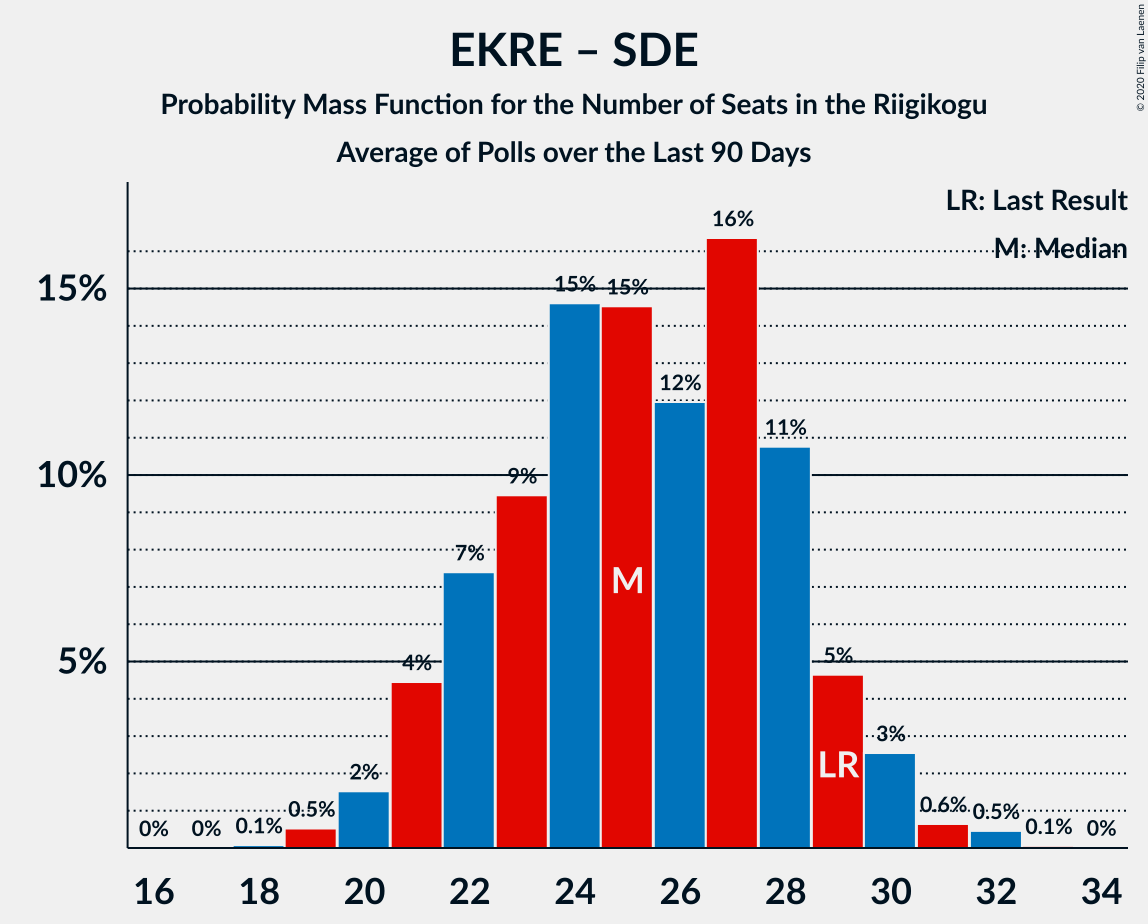 EKRE – SDE
Probability Mass Function for the Number of Seats in the Riigikogu
Average of Polls over the Last 90 Days
© 2020 Filip van Laenen
LR: Last Result
M: Median
15%
10%
5%
0%
0%
0.1%
0.5%
2%
4%
7%
9%
15%
15%
12%
16%
11%
5%
3%
0.6%
0.5%
0.1%
0%
M
LR
16 18 20 22 24 26 28 30 32 34